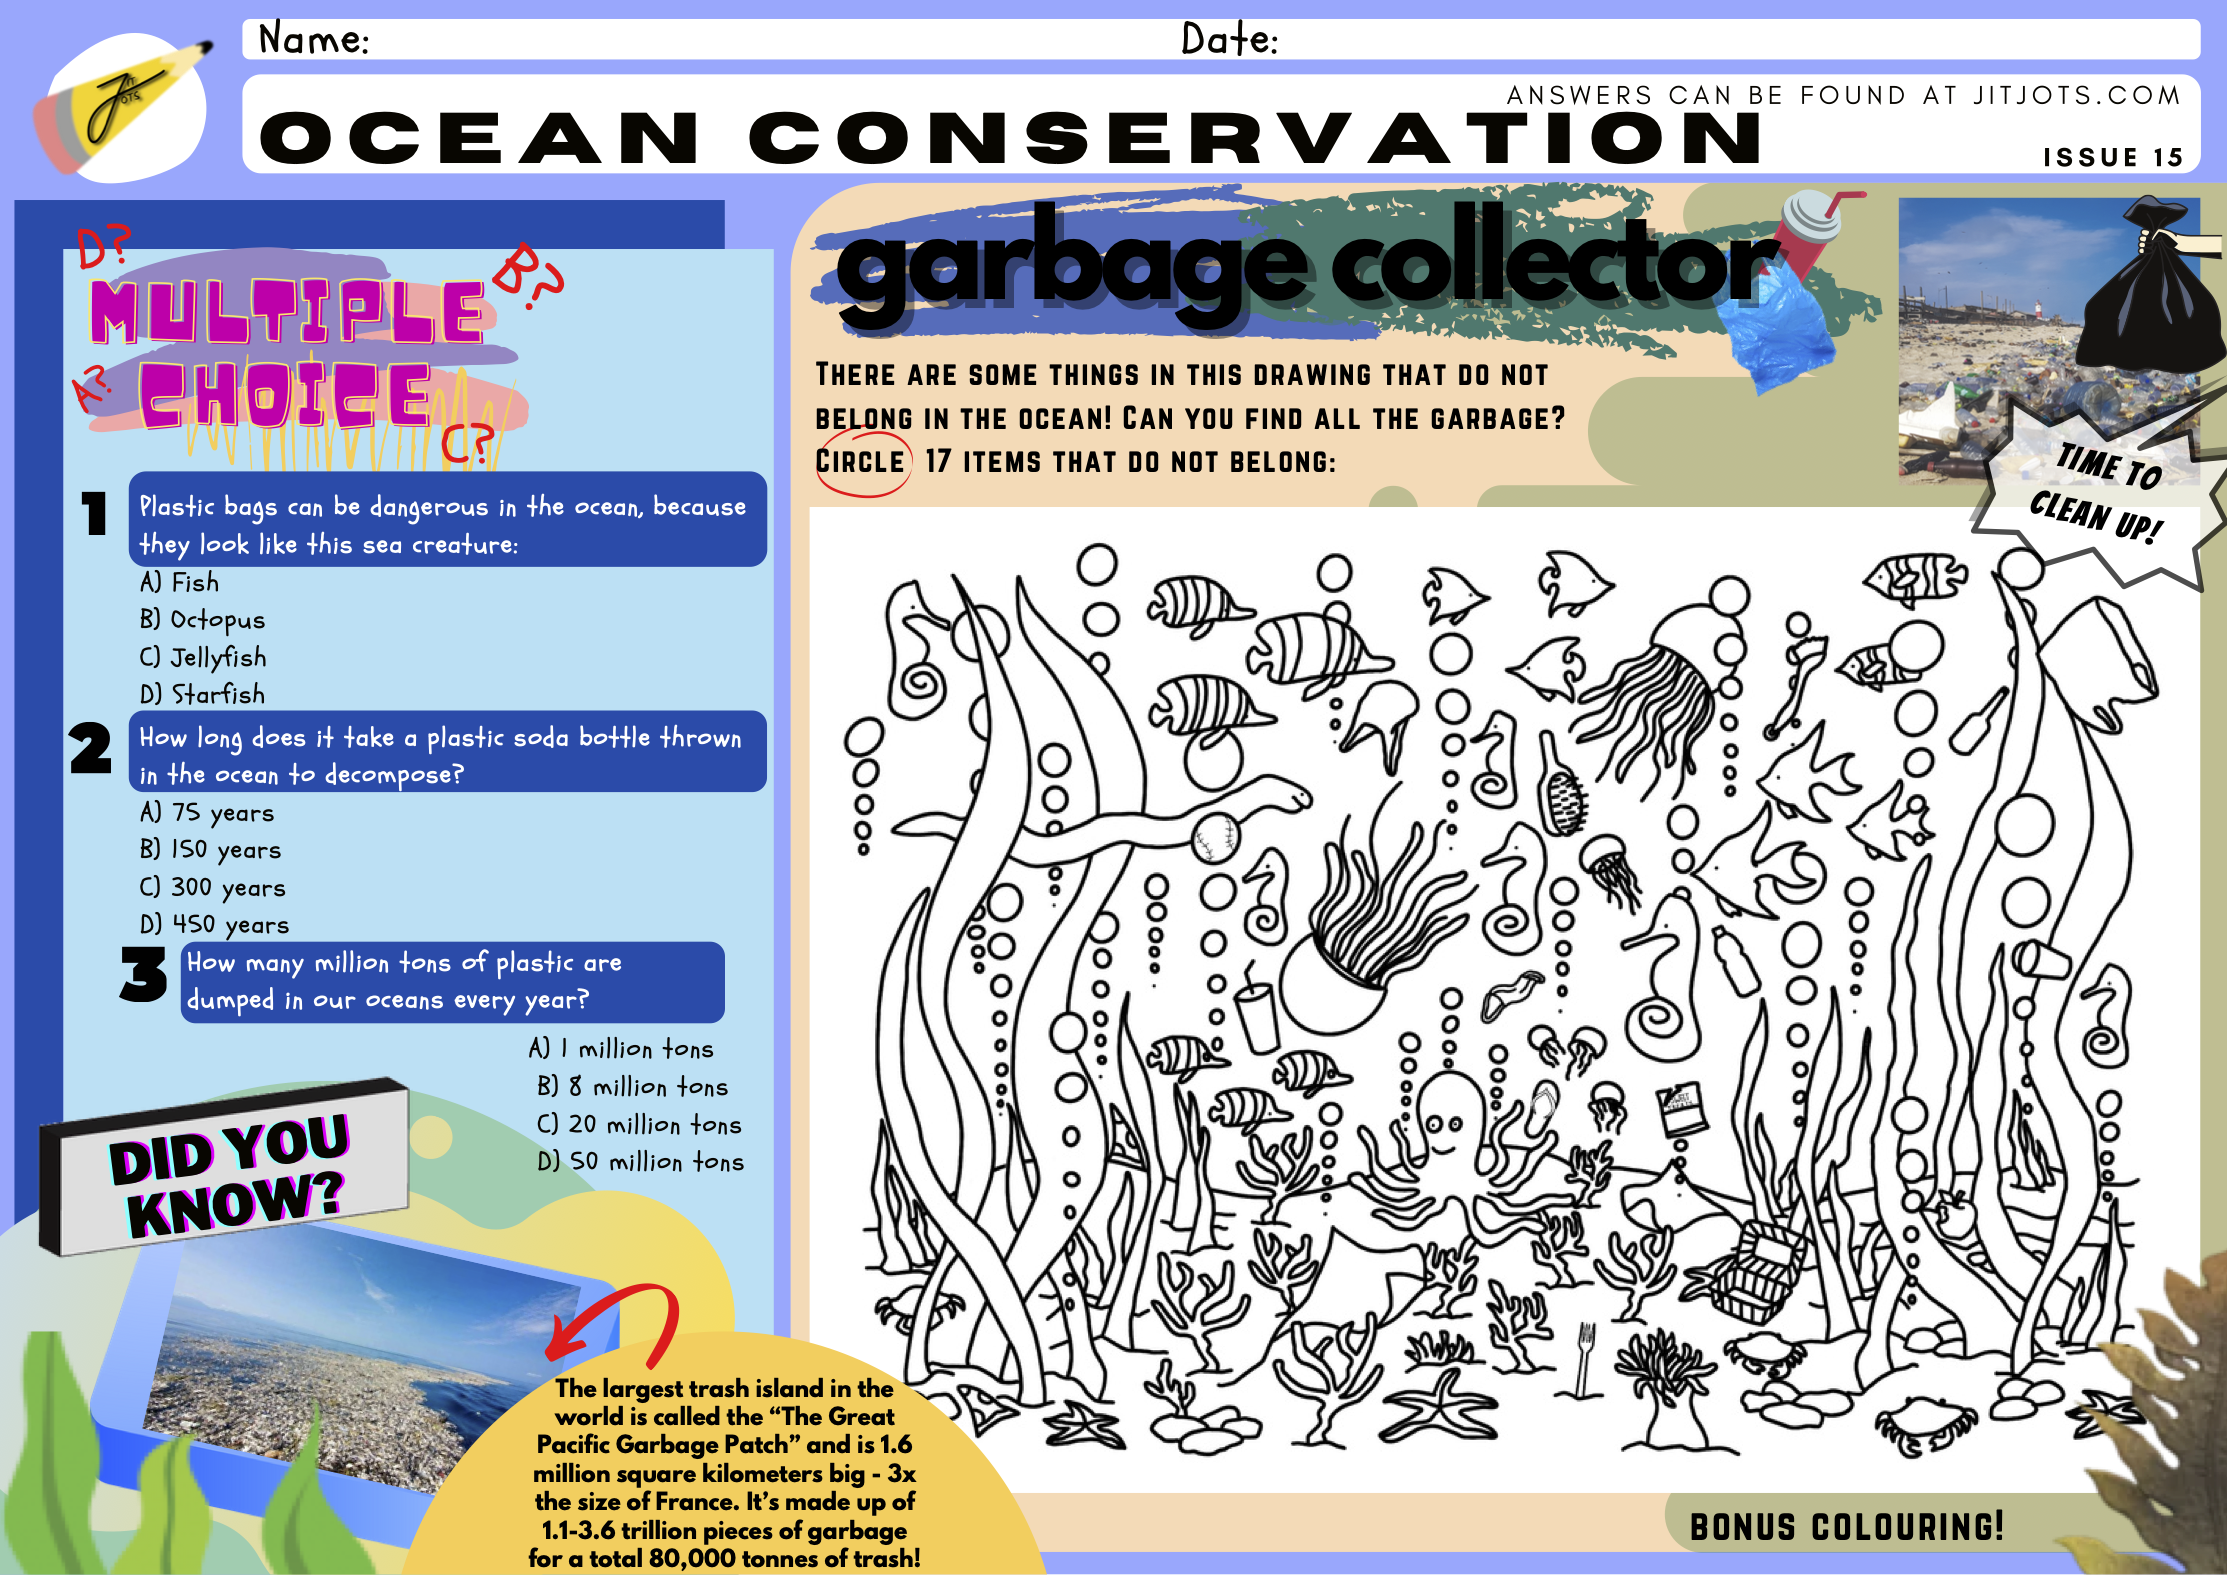 Name:
Date:
ANSWERS CAN BE FOUND AT JITJOTS.COM
OCEAN CONSERVATION
ISSUE 15
JIT
JOTS
D?
B?
MULTIPLE
CHOICE
A?
C?
1
Plastic bags can be dangerous in the ocean, because
they look like this sea creature:
A) Fish
B) Octopus
C) Jellyfish
D) Starfish
2
How long does it take a plastic soda bottle thrown
in the ocean to decompose?
A) 75 years
B) 150 years
C) 300 years
D) 450 years
3
How many million tons of plastic are
dumped in our oceans every year?
A) 1 million tons
B) 8 million tons
C) 20 million tons
D) 50 million tons
DID YOU
KNOW?
The largest trash island in the
world is called the “The Great
Pacific Garbage Patch” and is 1.6
million square kilometers big - 3x
the size of France. It’s made up of
1.1-3.6 trillion pieces of garbage
for a total 80,000 tonnes of trash!
garbage collector
THERE ARE SOME THINGS IN THIS DRAWING THAT DO NOT
BELONG IN THE OCEAN! CAN YOU FIND ALL THE GARBAGE?
CIRCLE 17 ITEMS THAT DO NOT BELONG:
TIME TO
CLEAN UP!
BONUS COLOURING!